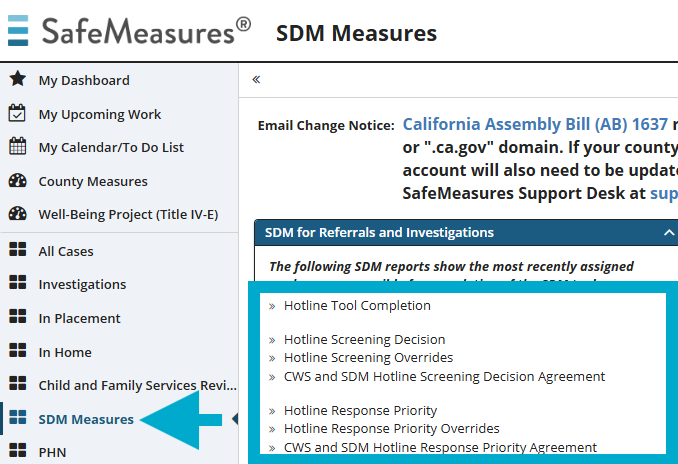 SafeMeasures® SDM Measures
My Dashboard
My Upcoming Work
My Calendar/To Do List
County Measures
Well-Being Project (Title IV-E)
All Cases
Investigations
In Placement
In Home
Child and Family Services Revi...
SDM Measures
PHN
«
Email Change Notice: California Assembly Bill (AB) 1637
or ".ca.gov" domain. If your county
account will also need to be
SafeMeasures Support Desk at
SDM for Referrals and Investigations
The following SDM reports show the most recently assigned
» Hotline Tool Completion
» Hotline Screening Decision
» Hotline Screening Overrides
» CWS and SDM Hotline Screening Decision Agreement
» Hotline Response Priority
» Hotline Response Priority Overrides
» CWS and SDM Hotline Response Priority Agreement